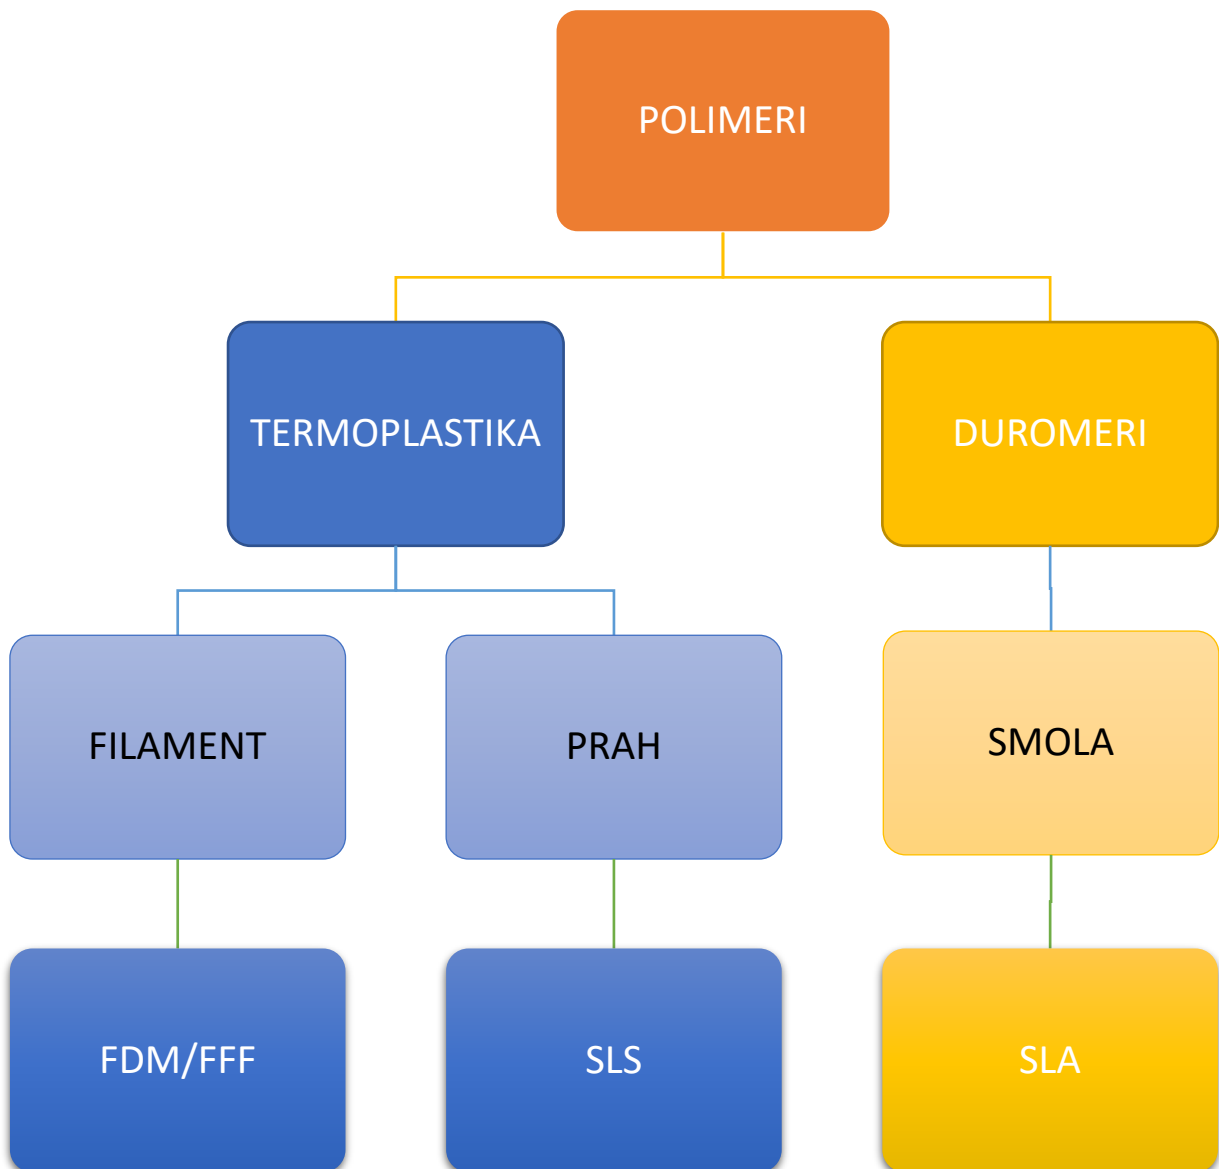 POLIMERI
TERMOPLASTIKA
DUROMERI
FILAMENT
PRAH
SMOLA
FDM/FFF
SLS
SLA